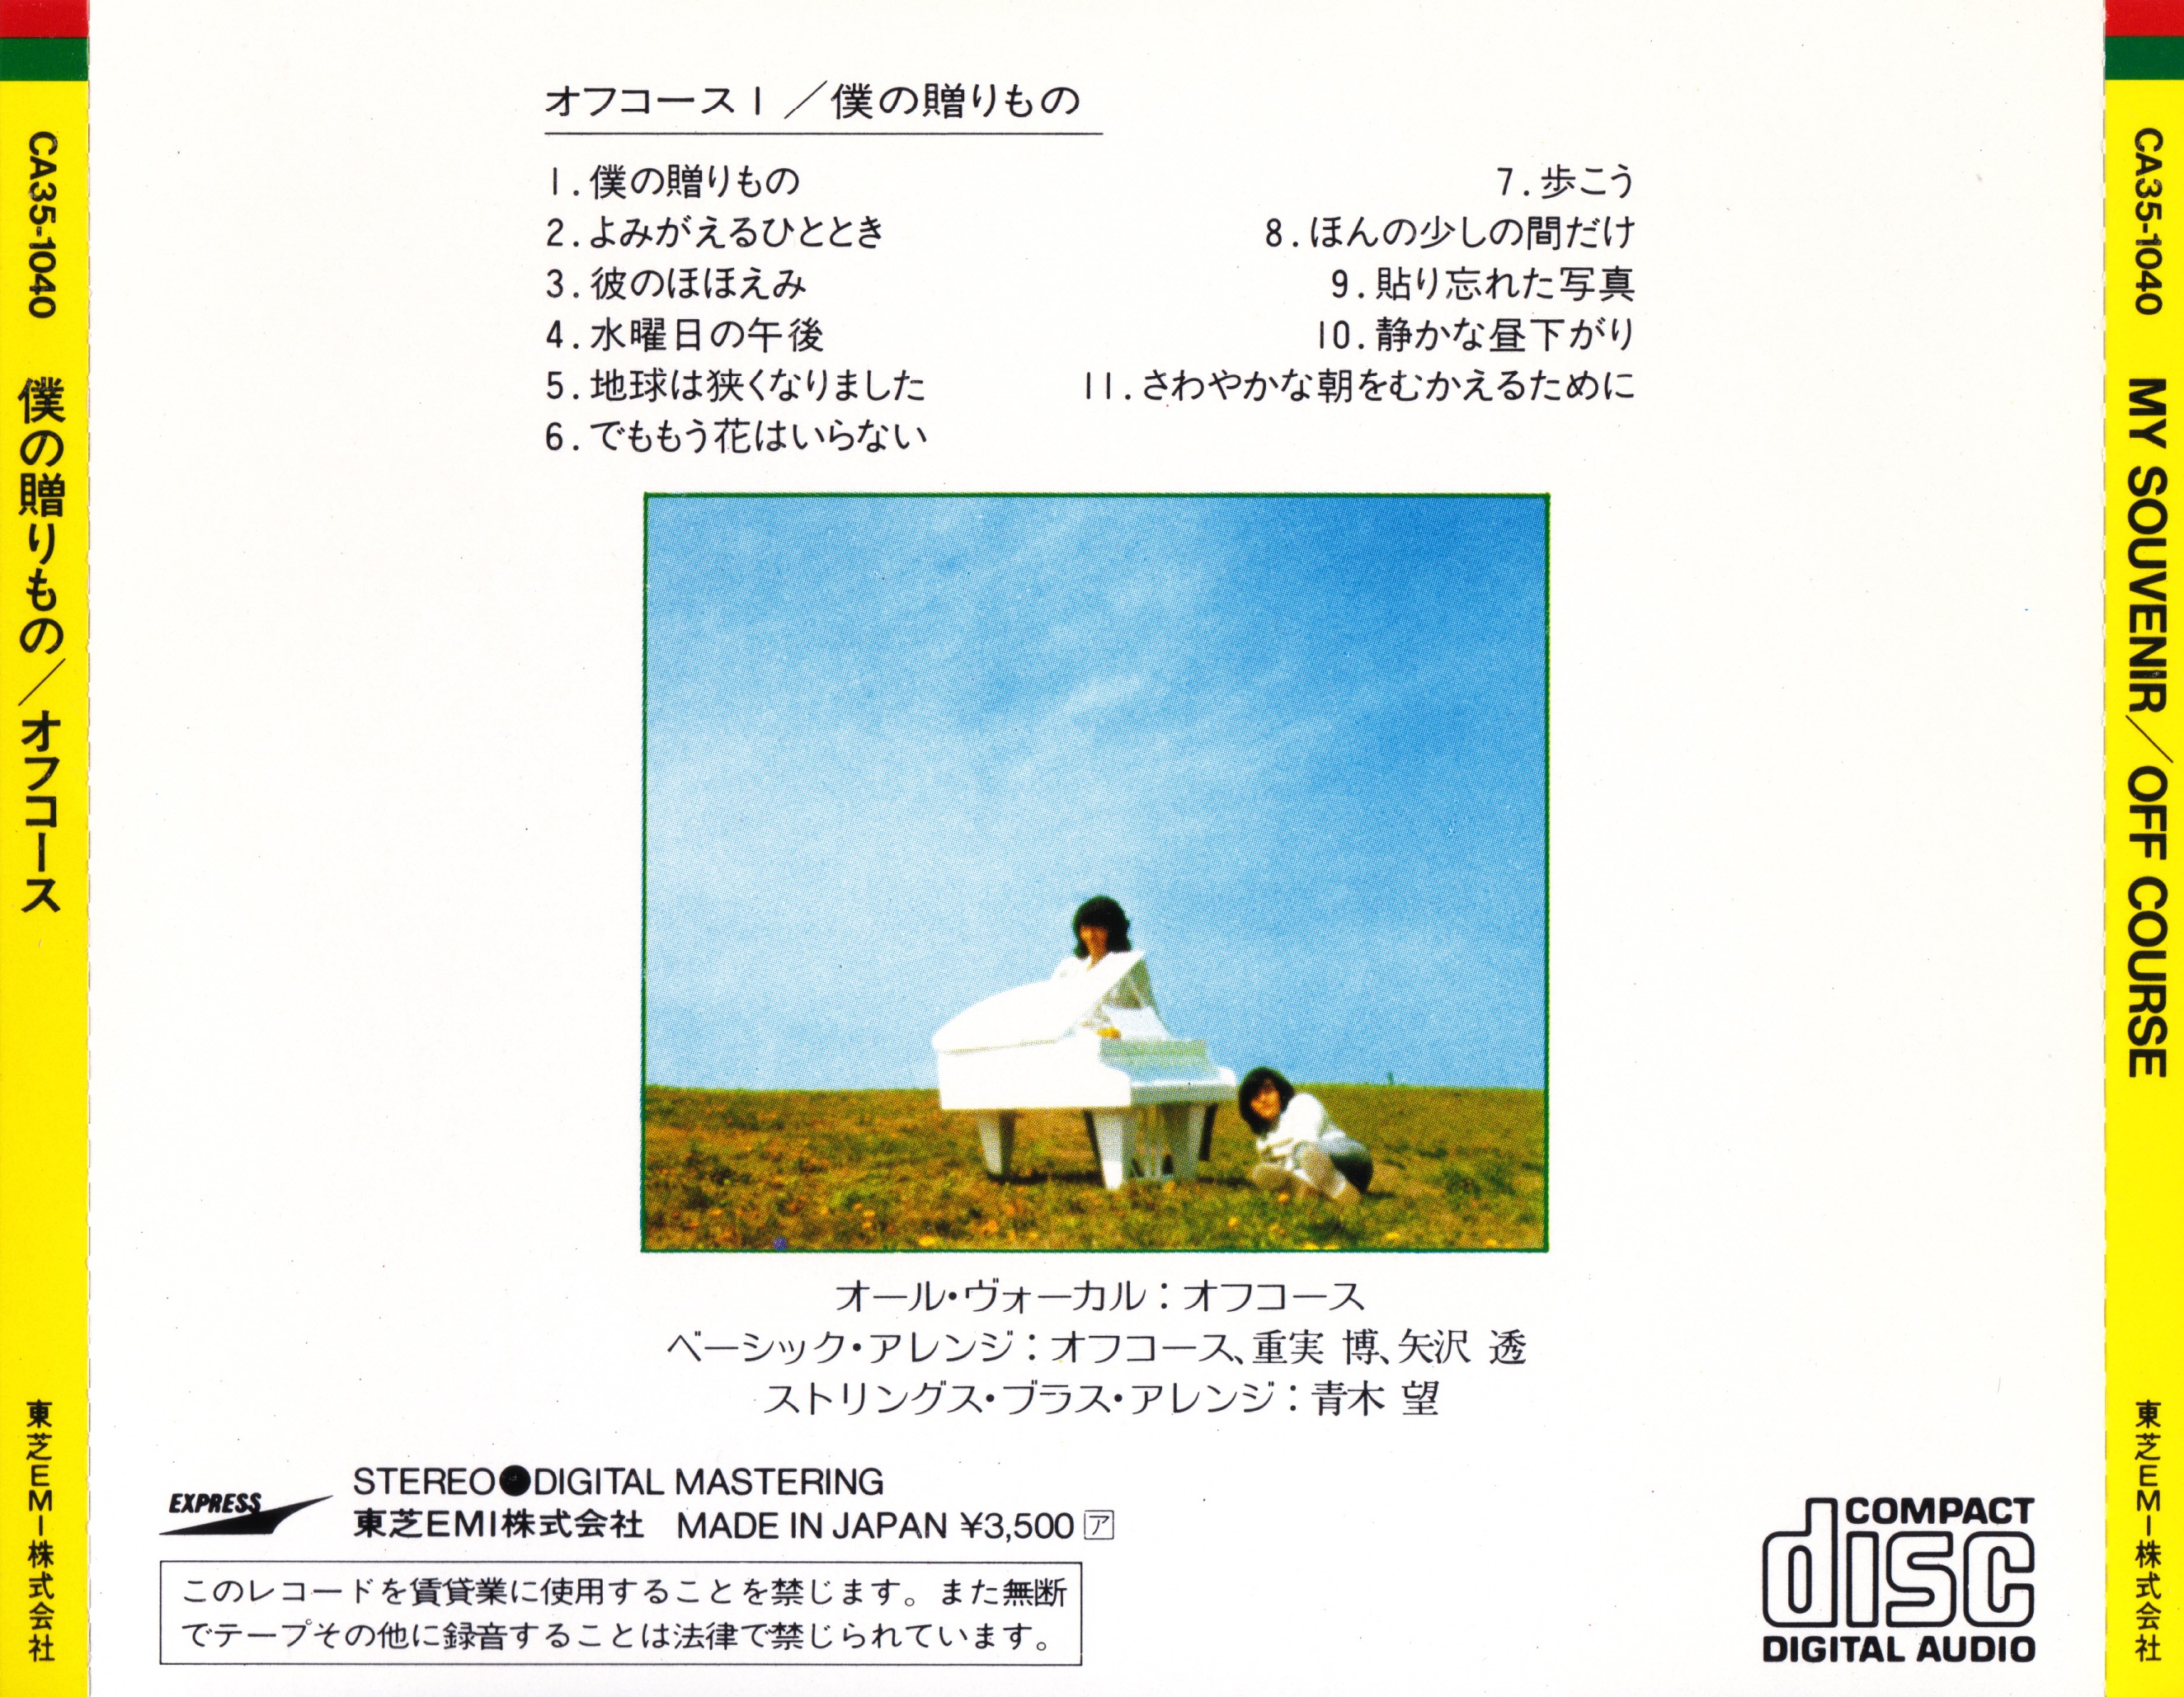 オフコース1／僕の贈りもの
1.僕の贈りもの
2.よみがえるひととき
3.彼のほほえみ
4.水曜日の午後
5.地球は狭くなりました
6.でももう花はいらない
7.歩こう
8.ほんの少しの間だけ
9.貼り忘れた写真
10.静かな昼下がり
11.さわやかな朝をむかえるために
オール・ヴォーカル：オフコース
ベーシック・アレンジ：オフコース、重実 博、矢沢 透
ストリングス・ブラス・アレンジ：青木 望
EXPRESS
STEREO●DIGITAL MASTERING
東芝EMI株式会社 MADE IN JAPAN ¥3,500 ア
このレコードを賃貸業に使用することを禁じます。また無断
でテープその他に録音することは法律で禁じられています。
COMPACT
disc
DIGITAL AUDIO
CA35-1040 僕の贈りもの／オフコース 東芝EMI株式会社
CA35-1040 MY SOUVENIR／OFF COURSE 東芝EMI株式会社